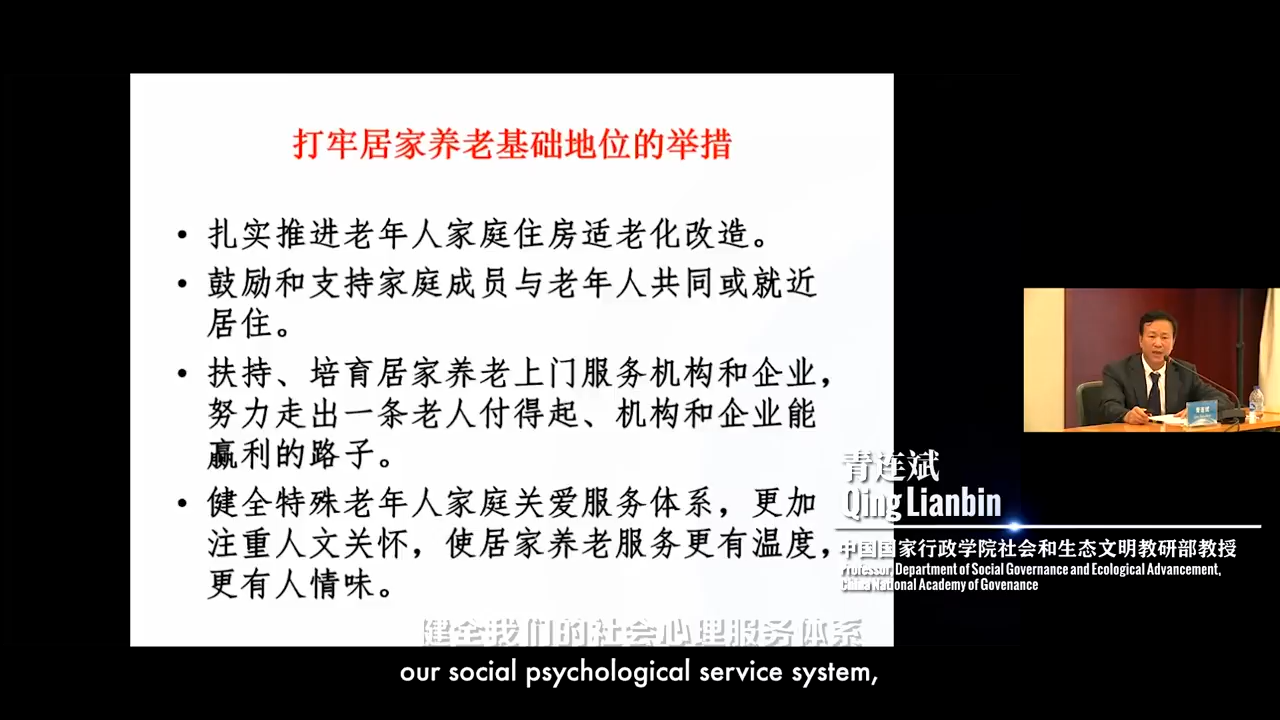 打牢居家养老基础地位的举措
• 扎实推进老年人家庭住房适老化改造。
• 鼓励和支持家庭成员与老年人共同或就近
居住。
• 扶持、培育居家养老上门服务机构和企业，
努力走出一条老人付得起、机构和企业能
赢利的路子。
• 健全特殊老年人家庭关爱服务体系，更加
注重人文关怀，使居家养老服务更有温度，
更有人情味。
青连斌
青连斌
Qing Lianbin
中国国家行政学院社会和生态文明教研部教授
Professor, Department of Social Governance and Ecological Advancement,
China National Academy of Govenance
健全我们的社会心理服务体系
our social psychological service system,